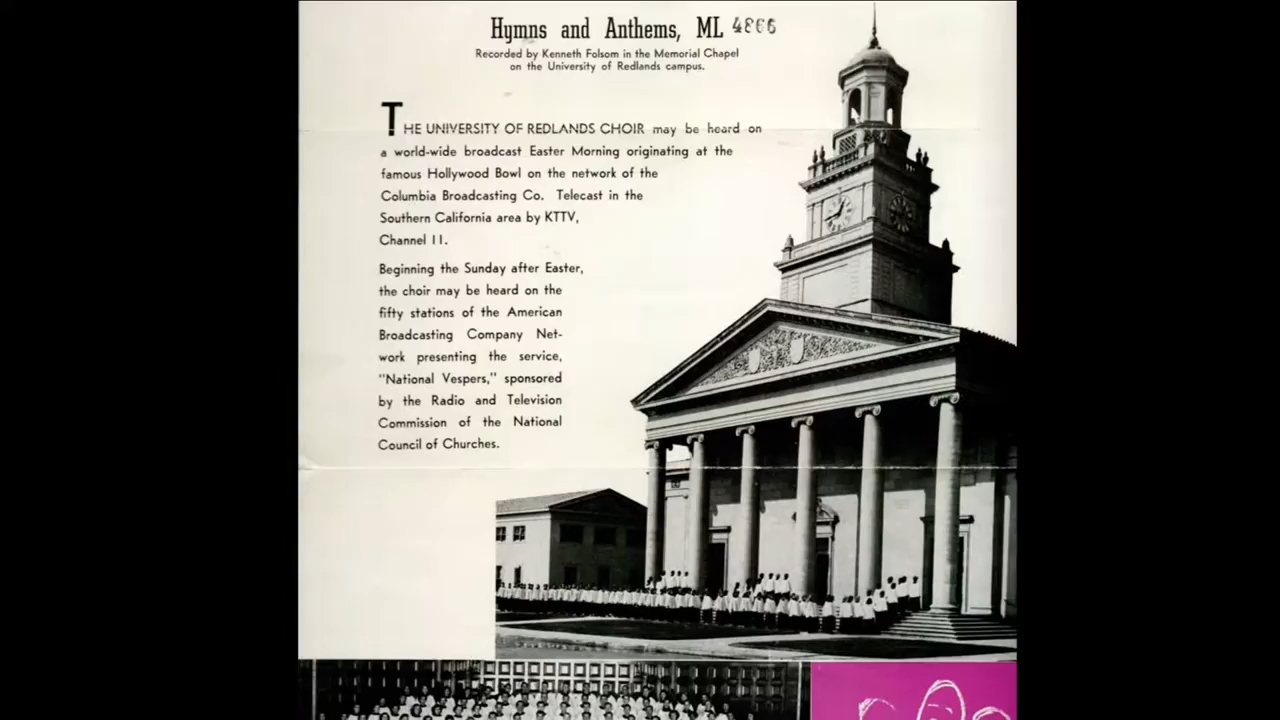 Hymns and Anthems, ML 4866
Recorded by Kenneth Folsom in the Memorial Chapel
on the University of Redlands campus.
THE UNIVERSITY OF REDLANDS CHOIR may be heard on
a world-wide broadcast Easter Morning originating at the
famous Hollywood Bowl on the network of the
Columbia Broadcasting Co. Telecast in the
Southern California area by KTTV,
Channel 11.
Beginning the Sunday after Easter,
the choir may be heard on the
fifty stations of the American
Broadcasting Company Net-
work presenting the service,
"National Vespers," sponsored
by the Radio and Television
Commission of the National
Council of Churches.